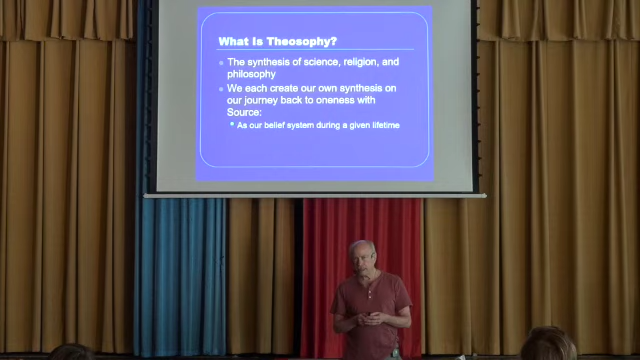 What Is Theosophy?
The synthesis of science, religion, and
philosophy
We each create our own synthesis on
our journey back to oneness with
Source:
As our belief system during a given lifetime